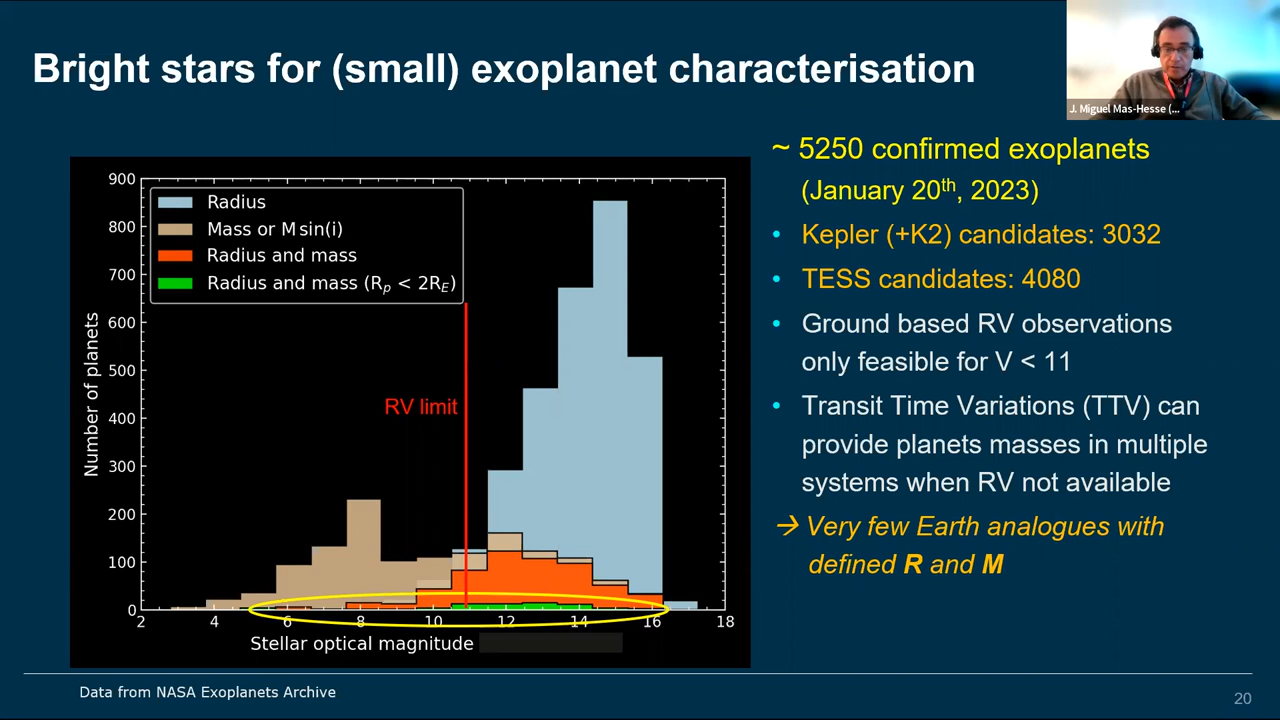 Bright stars for (small) exoplanet characterisation
J. Miguel Mas-Hesse (...
~ 5250 confirmed exoplanets
(January 20th, 2023)
• Kepler (+K2) candidates: 3032
• TESS candidates: 4080
• Ground based RV observations
only feasible for V < 11
• Transit Time Variations (TTV) can
provide planets masses in multiple
systems when RV not available
→ Very few Earth analogues with
defined R and M
Number of planets
900
800
700
600
500
400
300
200
100
0
Radius
Mass or M sin(i)
Radius and mass
Radius and mass (Rp < 2RE)
RV limit
2 4 6 8 10 12 14 16 18
Stellar optical magnitude
Data from NASA Exoplanets Archive
20